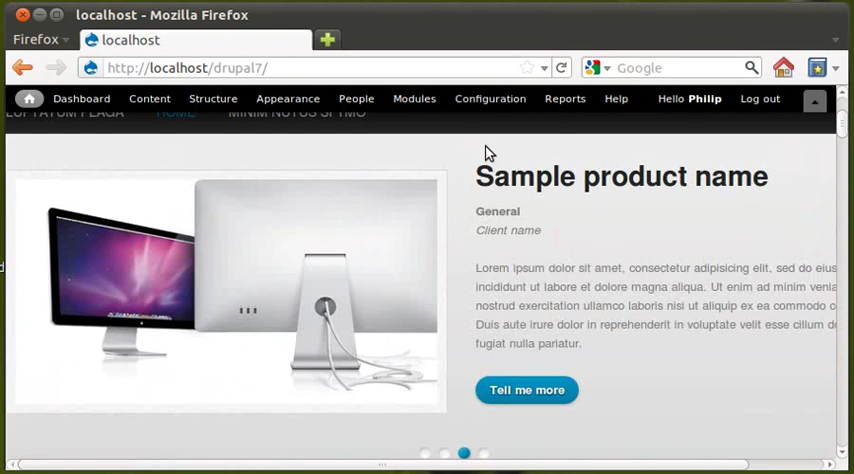 localhost - Mozilla Firefox
Firefox
localhost
http://localhost/drupal7/
Google
Dashboard Content Structure Appearance People Modules Configuration Reports Help Hello Philip Log out
HOME
Sample product name
General
Client name
Lorem ipsum dolor sit amet, consectetur adipisicing elit, sed do eius
incididunt ut labore et dolore magna aliqua. Ut enim ad minim venia
nostrud exercitation ullamco laboris nisi ut aliquip ex ea commodo c
Duis aute irure dolor in reprehenderit in voluptate velit esse cillum d
fugiat nulla pariatur.
Tell me more